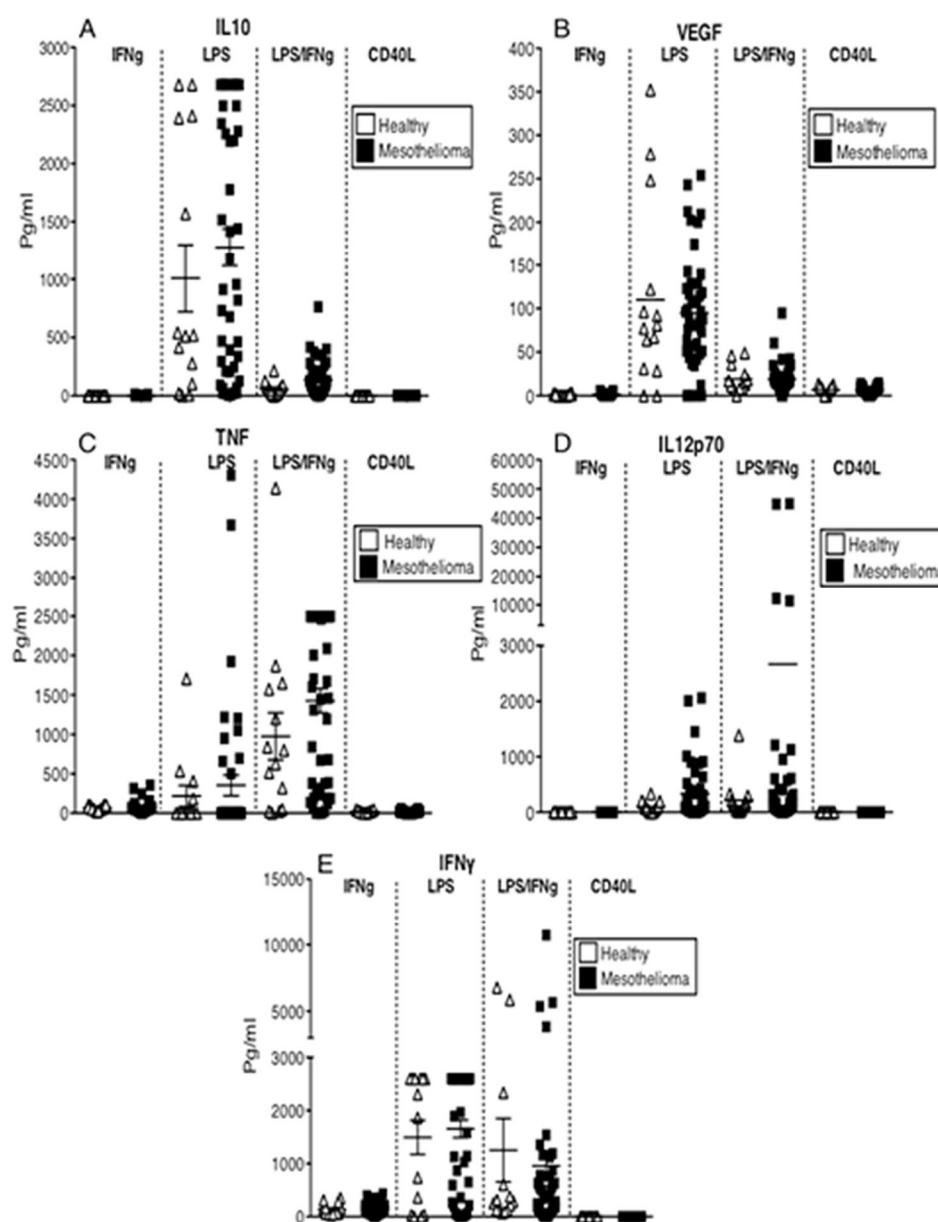 A IL10
IFNg LPS LPS/IFNg CD40L
3000
2500
2000
1500
1000
500
0
Pg/ml
Healthy
Mesothelioma
B VEGF
IFNg LPS LPS/IFNg CD40L
400
350
300
250
200
150
100
50
0
Pg/ml
Healthy
Mesothelioma
C TNF
IFNg LPS LPS/IFNg CD40L
4500
4000
3500
3000
2500
2000
1500
1000
500
0
Pg/ml
Healthy
Mesothelioma
D IL12p70
IFNg LPS LPS/IFNg CD40L
60000
50000
40000
30000
20000
10000
3000
2000
1000
0
Pg/ml
Healthy
Mesothelioma
E IFNγ
IFNg LPS LPS/IFNg CD40L
15000
10000
5000
3000
2000
1000
0
Pg/ml
Healthy
Mesothelioma